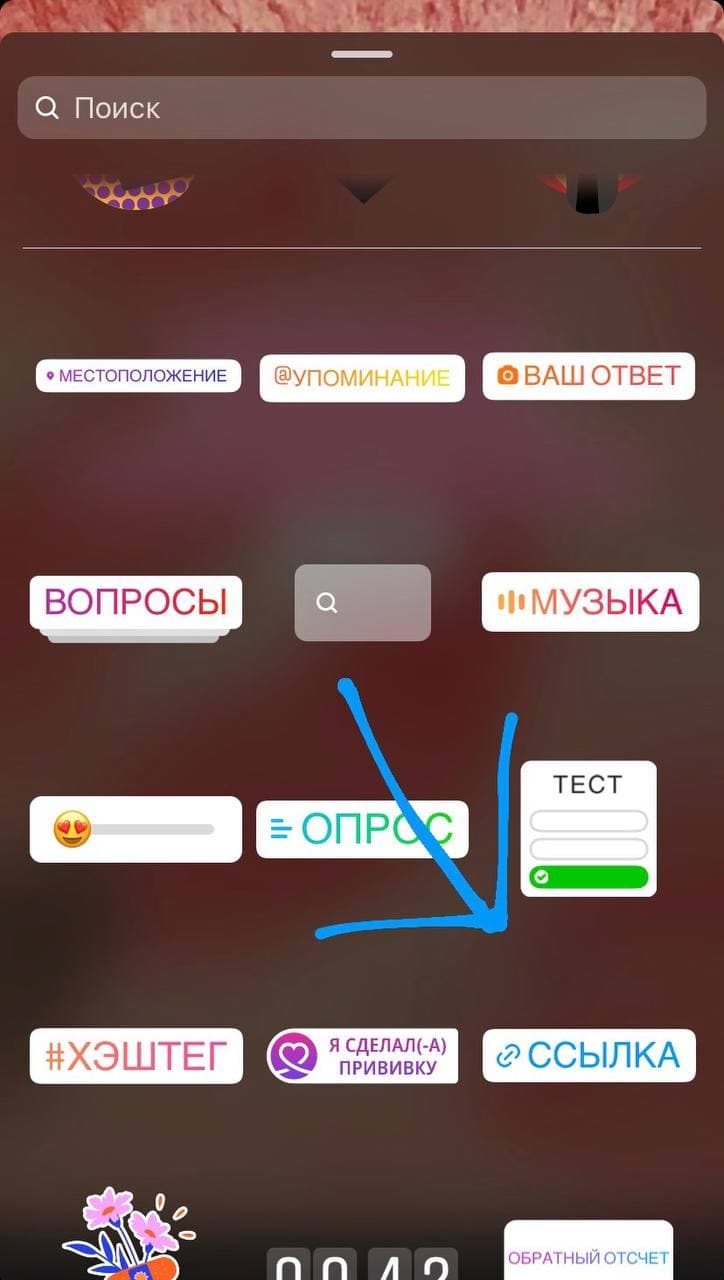 Поиск
МЕСТОПОЛОЖЕНИЕ
@УПОМИНАНИЕ
ВАШ ОТВЕТ
ВОПРОСЫ
МУЗЫКА
ОПРОС
ТЕСТ
#ХЭШТЕГ
Я СДЕЛАЛ(-А)
ПРИВИВКУ
ССЫЛКА
00 42
ОБРАТНЫЙ ОТСЧЕТ